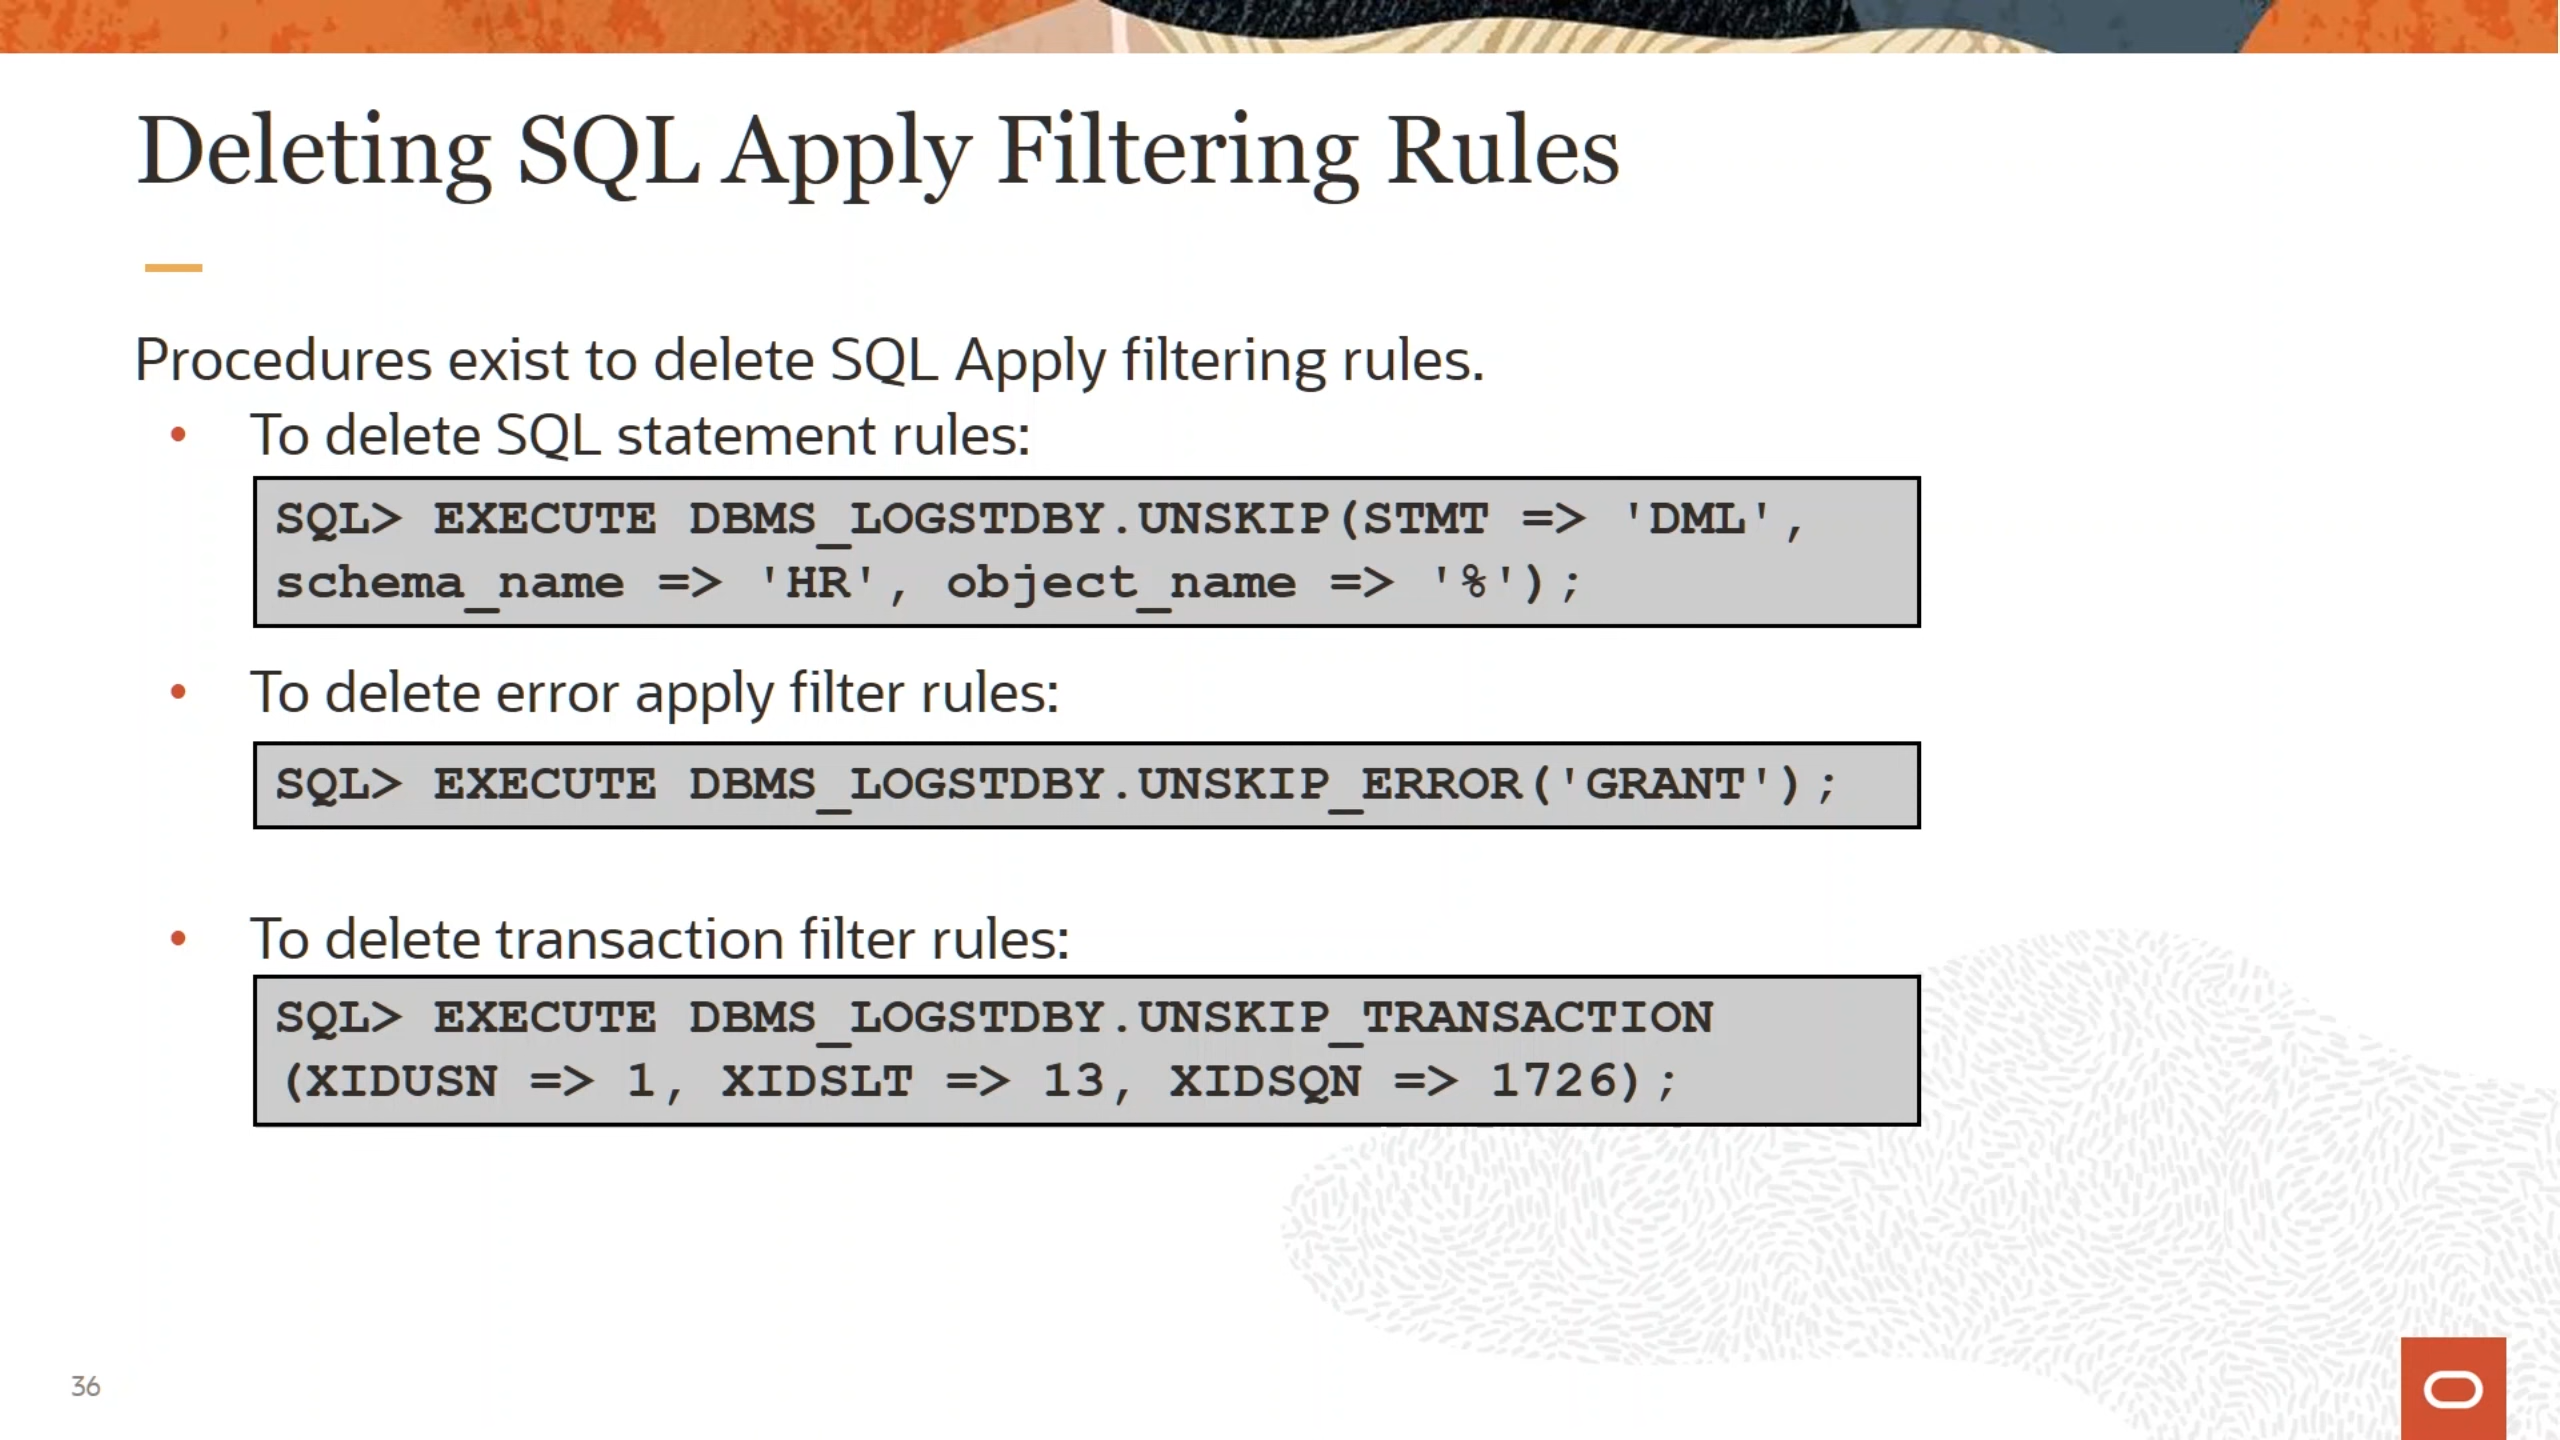 Deleting SQL Apply Filtering Rules
Procedures exist to delete SQL Apply filtering rules.
• To delete SQL statement rules:
SQL> EXECUTE DBMS_LOGSTDBY.UNSKIP(STMT => 'DML',
schema_name => 'HR', object_name => '%');
• To delete error apply filter rules:
SQL> EXECUTE DBMS_LOGSTDBY.UNSKIP_ERROR('GRANT');
• To delete transaction filter rules:
SQL> EXECUTE DBMS_LOGSTDBY.UNSKIP_TRANSACTION
(XIDUSN => 1, XIDSLT => 13, XIDSQN => 1726);
36